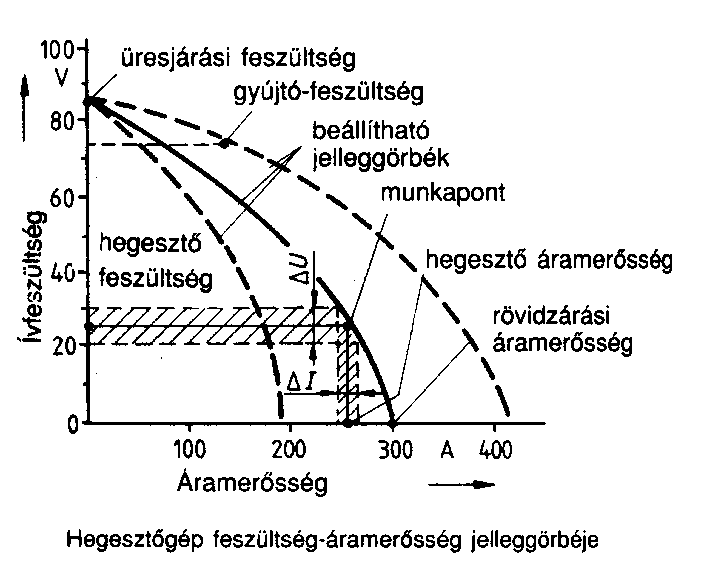 100
V
üresjárási feszültség
gyújtó-feszültség
80
beállítható
jelleggörbék
60
munkapont
hegesztő
feszültség
ΔU
hegesztő áramerősség
40
Ívfeszültség
rövidzárási
áramerősség
20
ΔI
0
100
200
300
A
400
Áramerősség
Hegesztőgép feszültség-áramerősség jelleggörbéje